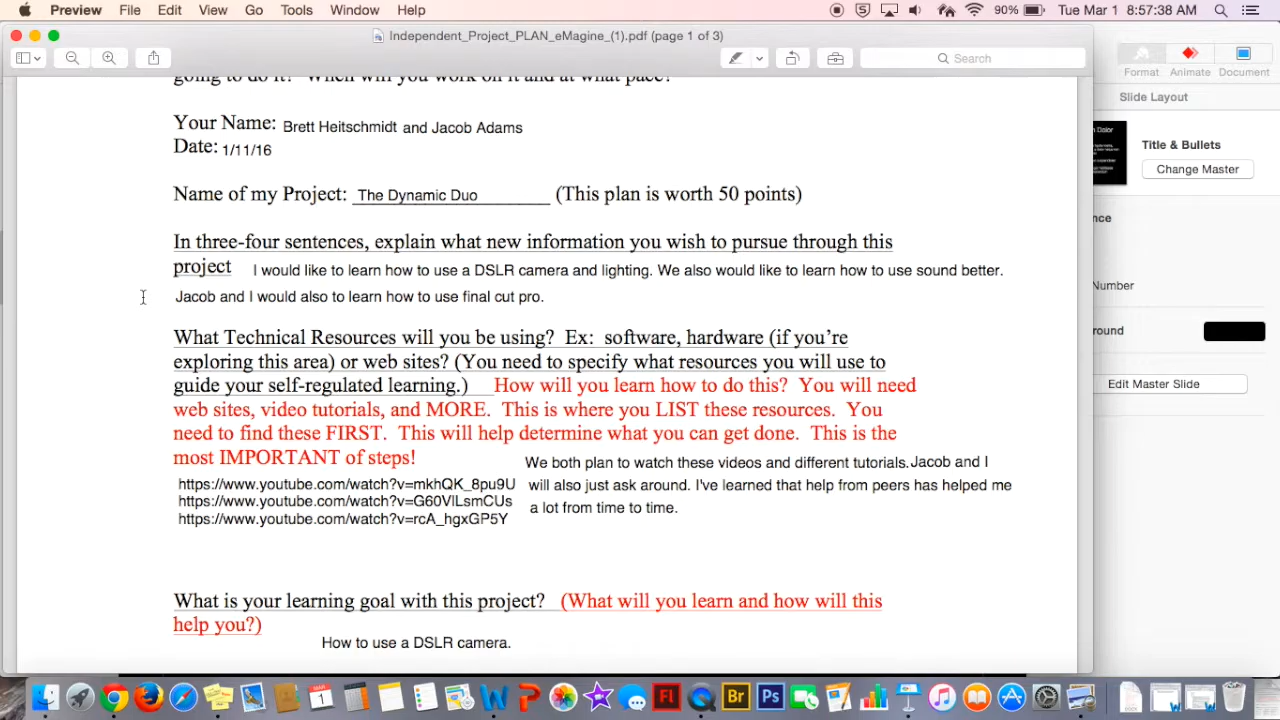 Preview File Edit View Go Tools Window Help 90% Tue Mar 1 8:57:38 AM
Independent_Project_PLAN_eMagine_(1).pdf (page 1 of 3)
Search
Format Animate Document
Slide Layout
going to do it? When will you work on it and at what pace?
Your Name: Brett Heitschmidt and Jacob Adams
Date: 1/11/16
Title & Bullets
Change Master
Name of my Project: The Dynamic Duo (This plan is worth 50 points)
In three-four sentences, explain what new information you wish to pursue through this
project I would like to learn how to use a DSLR camera and lighting. We also would like to learn how to use sound better.
Jacob and I would also to learn how to use final cut pro.
What Technical Resources will you be using? Ex: software, hardware (if you're
exploring this area) or web sites? (You need to specify what resources you will use to
guide your self-regulated learning.) How will you learn how to do this? You will need
web sites, video tutorials, and MORE. This is where you LIST these resources. You
need to find these FIRST. This will help determine what you can get done. This is the
most IMPORTANT of steps!
We both plan to watch these videos and different tutorials. Jacob and I
will also just ask around. I've learned that help from peers has helped me
a lot from time to time.
https://www.youtube.com/watch?v=mkhQK_8pu9U
https://www.youtube.com/watch?v=G60VlLsmCUs
https://www.youtube.com/watch?v=rcA_hgxGP5Y
What is your learning goal with this project? (What will you learn and how will this
help you?)
How to use a DSLR camera.
nce
Number
round
Edit Master Slide
Fl
Br
Ps